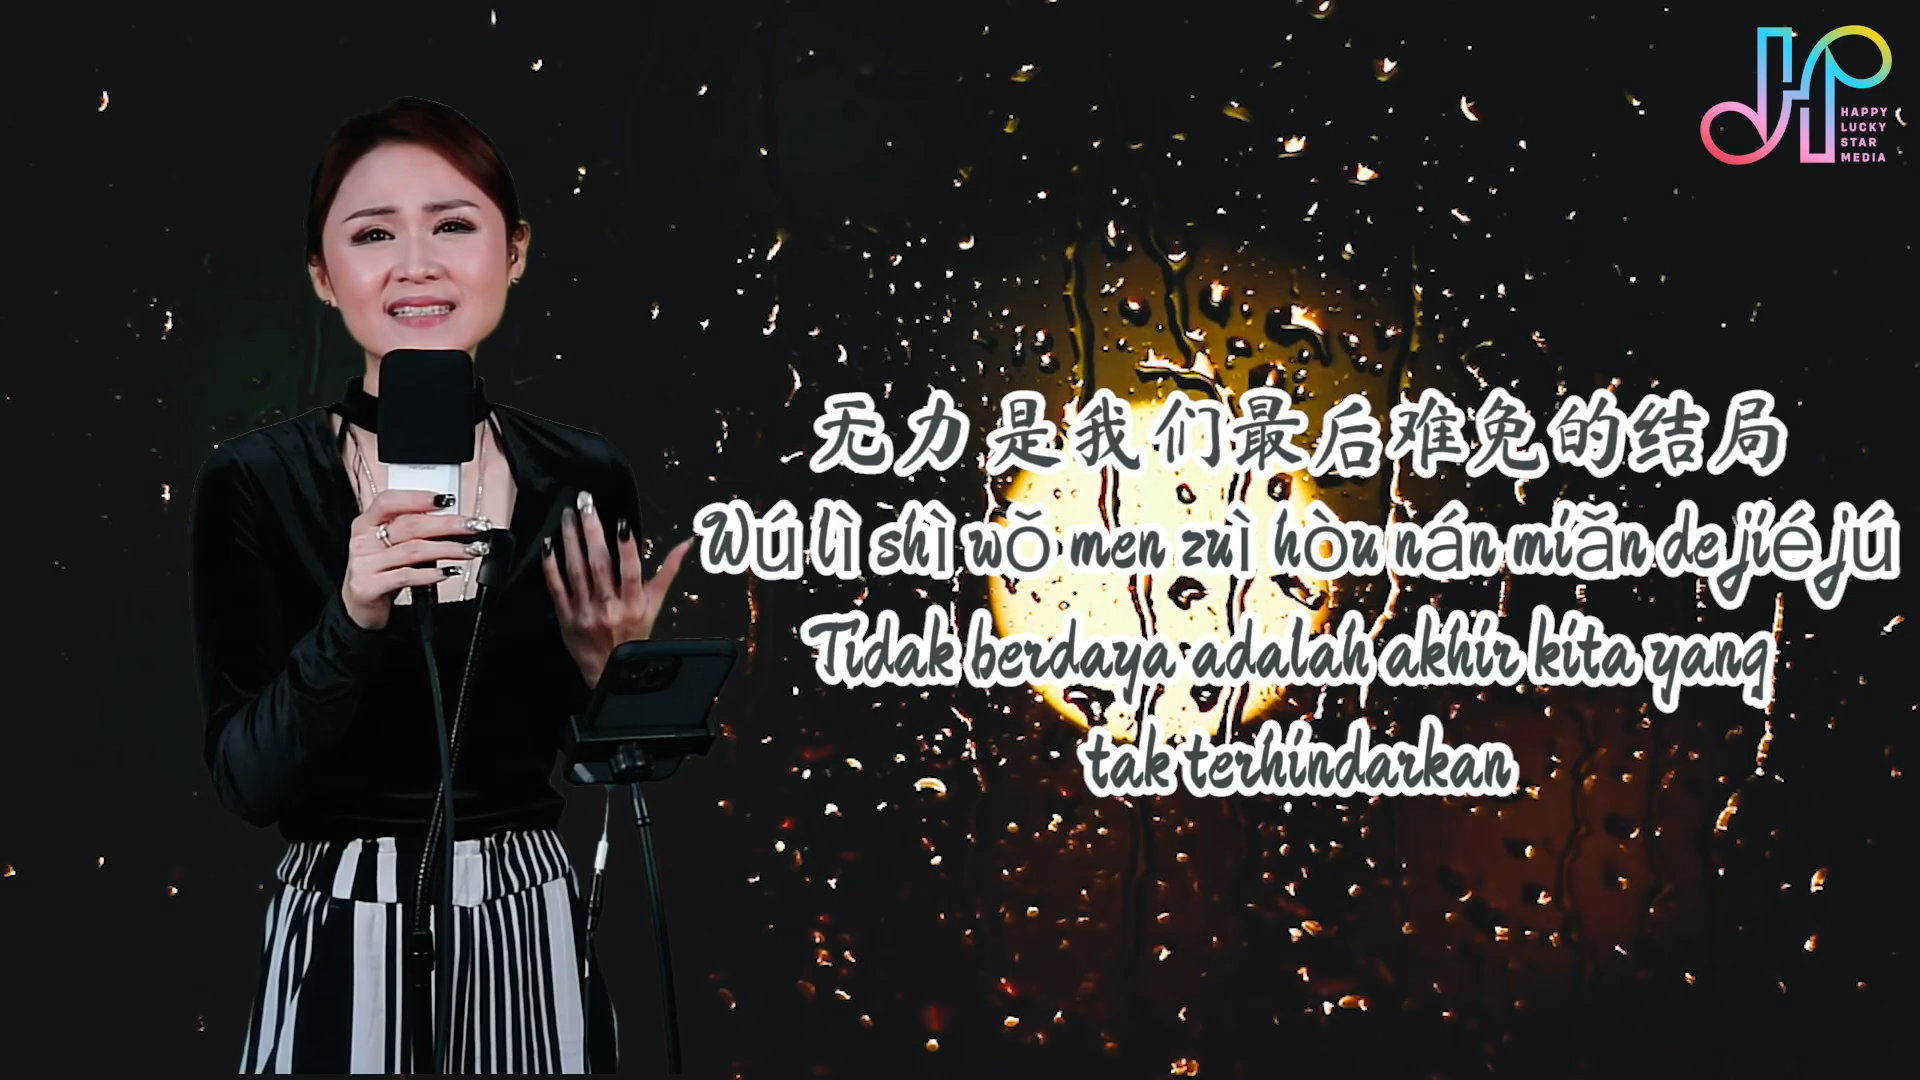 HAPPY
LUCKY
STAR
MEDIA
无力是我们最后难免的结局
Wú lì shì wǒ men zuì hòu nán miǎn de jié jú
Tidak berdaya adalah akhir kita yang
tak terhindarkan